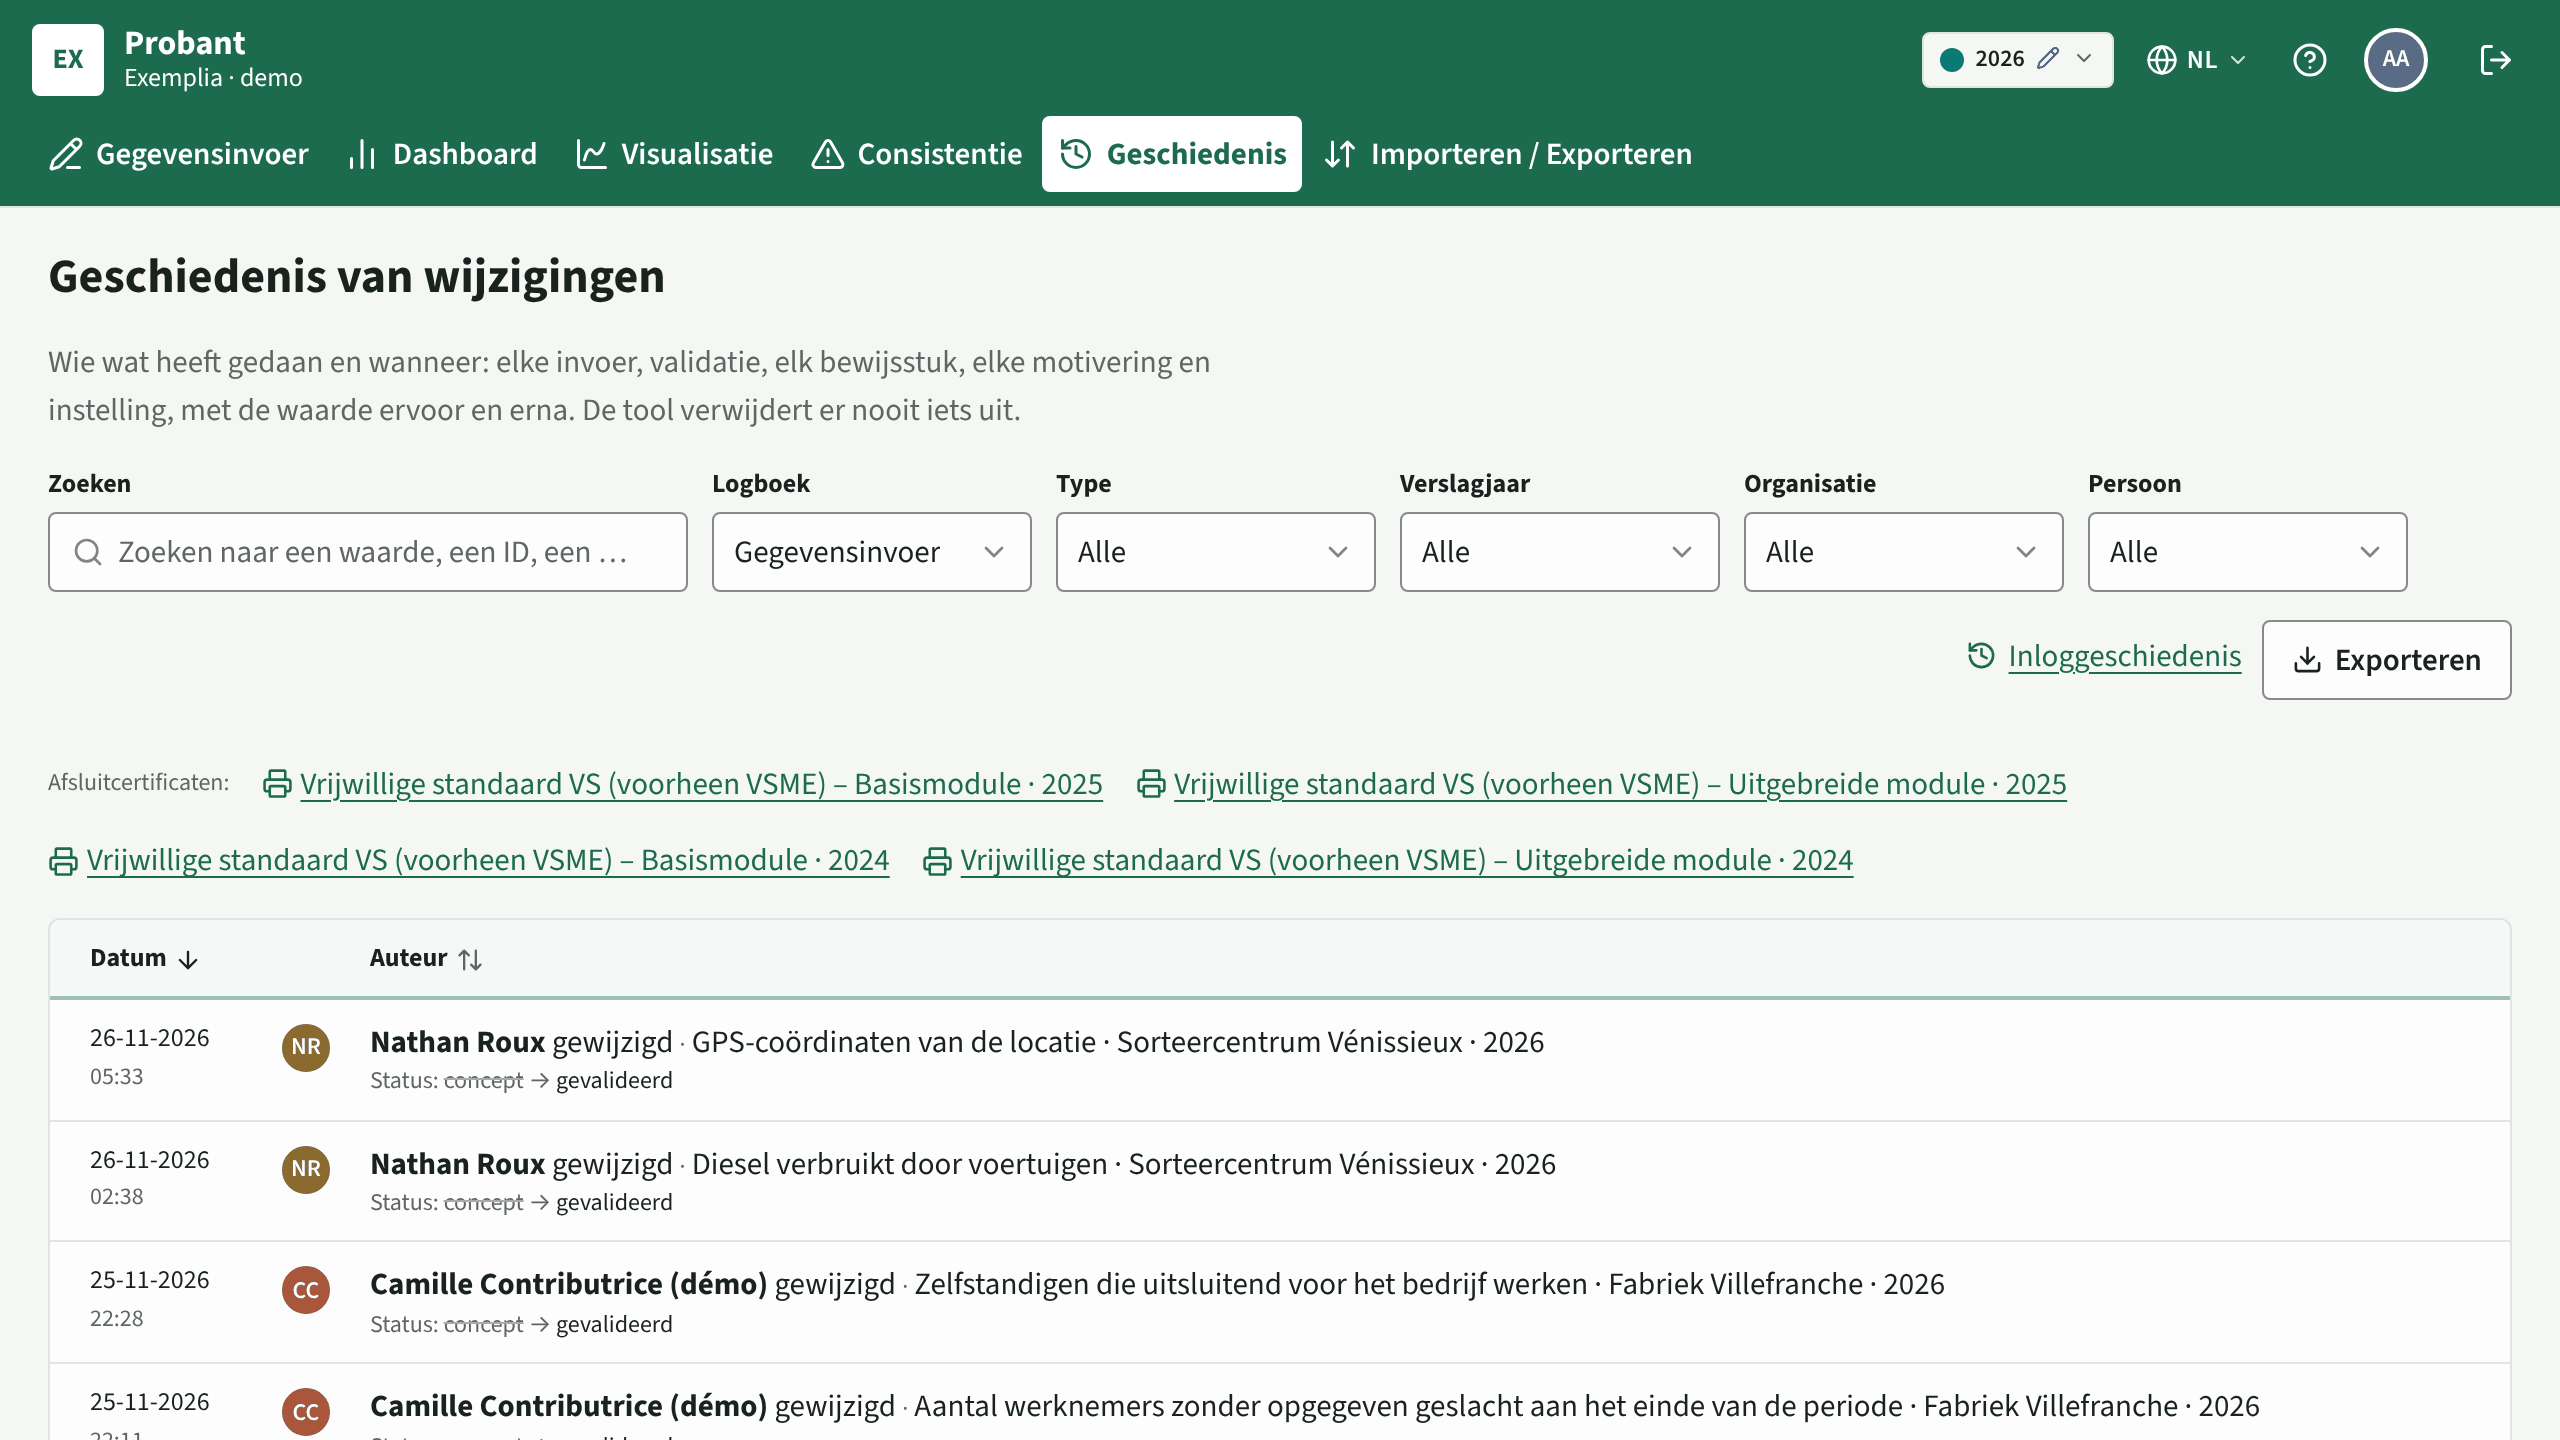 EX
Probant
Exemplia · demo
2026
NL
AA
Gegevensinvoer
Dashboard
Visualisatie
Consistentie
Geschiedenis
Importeren / Exporteren
Geschiedenis van wijzigingen
Wie wat heeft gedaan en wanneer: elke invoer, validatie, elk bewijsstuk, elke motivering en
instelling, met de waarde ervoor en erna. De tool verwijdert er nooit iets uit.
Zoeken
Logboek
Type
Verslagjaar
Organisatie
Persoon
Zoeken naar een waarde, een ID, een …
Gegevensinvoer
Alle
Alle
Alle
Alle
Inloggeschiedenis
Exporteren
Afsluitcertificaten:
Vrijwillige standaard VS (voorheen VSME) – Basismodule · 2025
Vrijwillige standaard VS (voorheen VSME) – Uitgebreide module · 2025
Vrijwillige standaard VS (voorheen VSME) – Basismodule · 2024
Vrijwillige standaard VS (voorheen VSME) – Uitgebreide module · 2024
Datum
Auteur
26-11-2026
05:33
NR
Nathan Roux gewijzigd · GPS-coördinaten van de locatie · Sorteercentrum Vénissieux · 2026
Status: concept → gevalideerd
26-11-2026
02:38
NR
Nathan Roux gewijzigd · Diesel verbruikt door voertuigen · Sorteercentrum Vénissieux · 2026
Status: concept → gevalideerd
25-11-2026
22:28
CC
Camille Contributrice (démo) gewijzigd · Zelfstandigen die uitsluitend voor het bedrijf werken · Fabriek Villefranche · 2026
Status: concept → gevalideerd
25-11-2026
CC
Camille Contributrice (démo) gewijzigd · Aantal werknemers zonder opgegeven geslacht aan het einde van de periode · Fabriek Villefranche · 2026